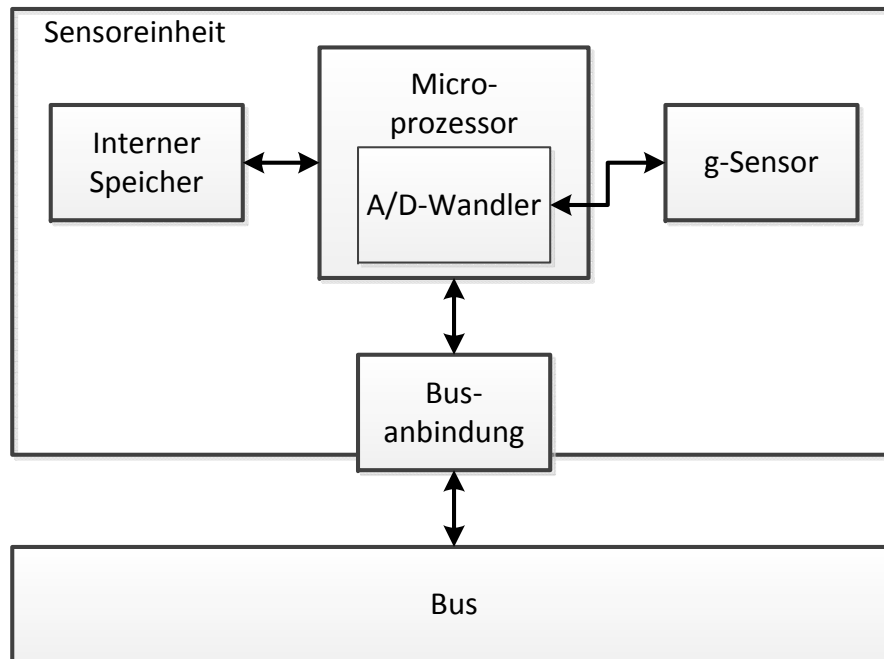 Sensoreinheit
Micro-
prozessor
Interner
Speicher
A/D-Wandler
g-Sensor
Bus-
anbindung
Bus